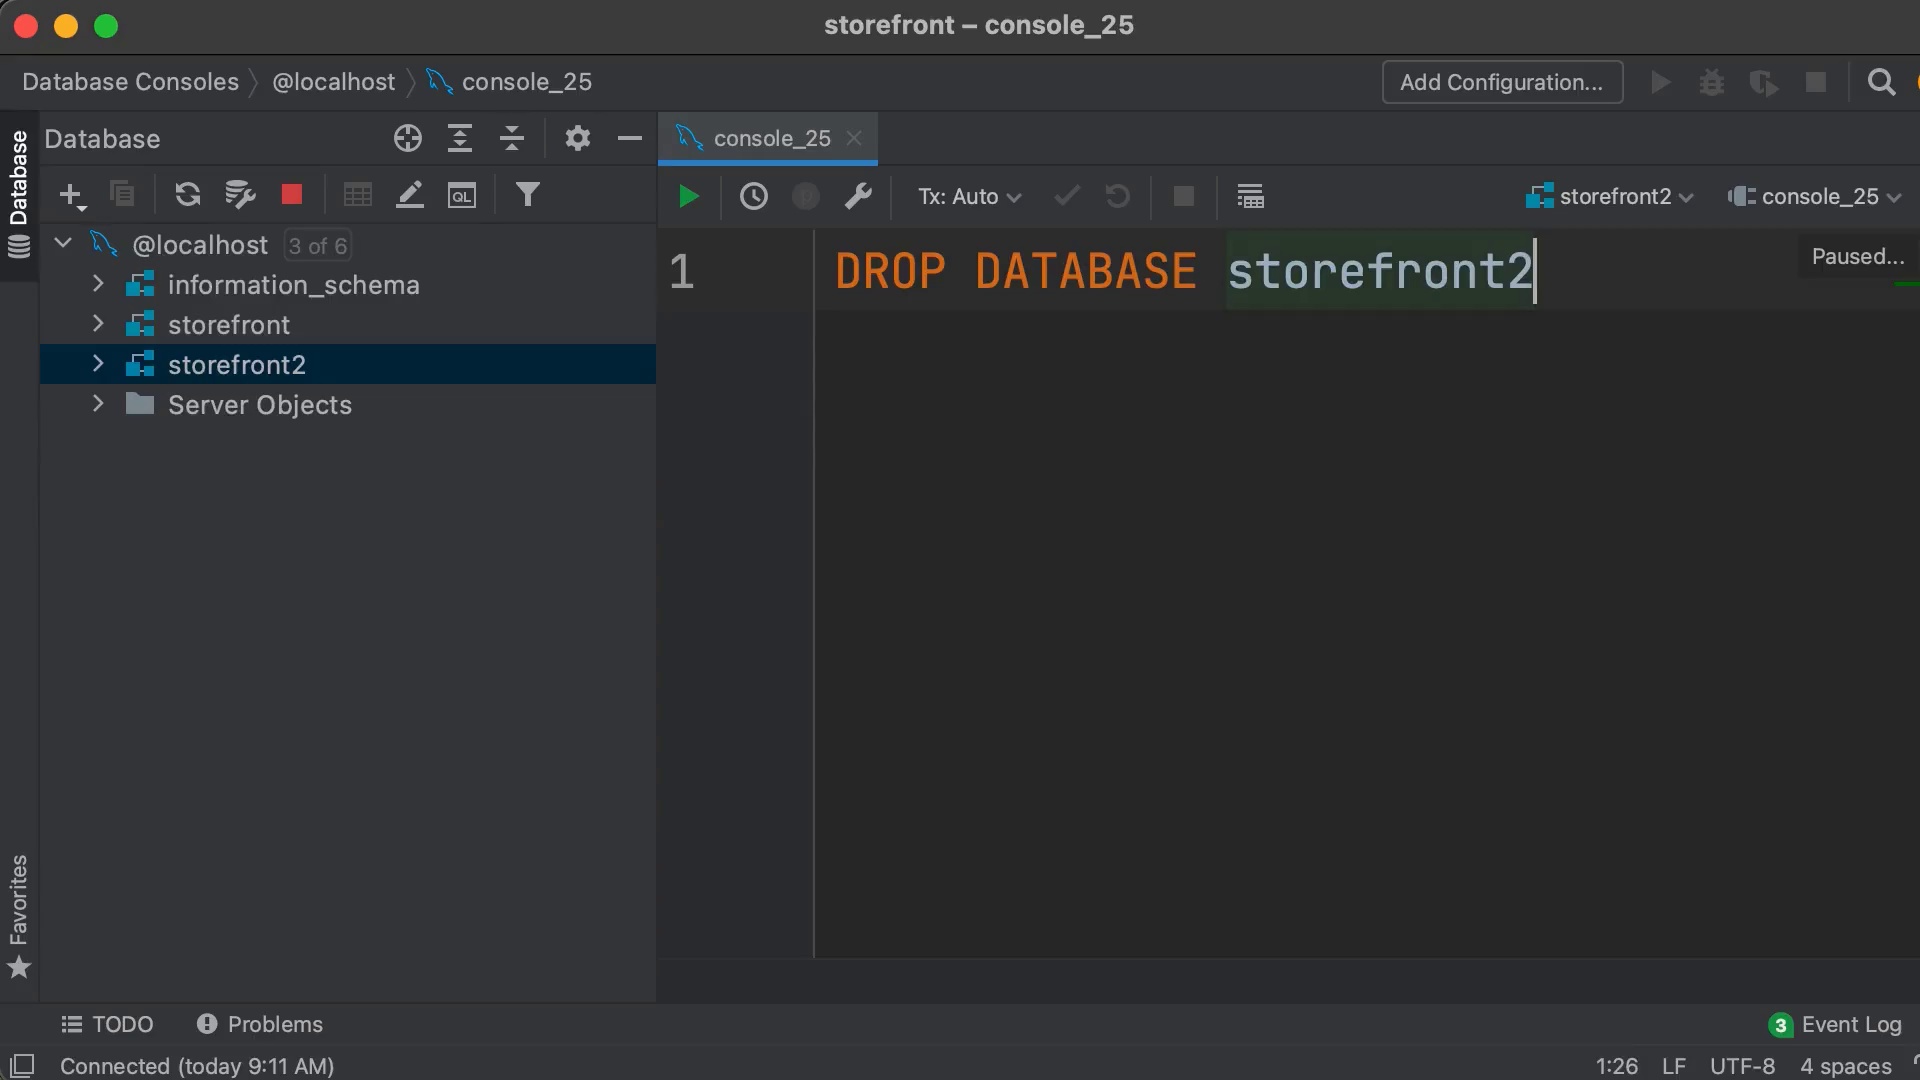 storefront – console_25
Database Consoles @localhost console_25
Add Configuration...
Database
Database
console_25
Tx: Auto
storefront2
console_25
@localhost 3 of 6
information_schema
storefront
storefront2
Server Objects
1 DROP DATABASE storefront2
Paused...
Favorites
TODO
Problems
3 Event Log
Connected (today 9:11 AM)
1:26 LF UTF-8 4 spaces